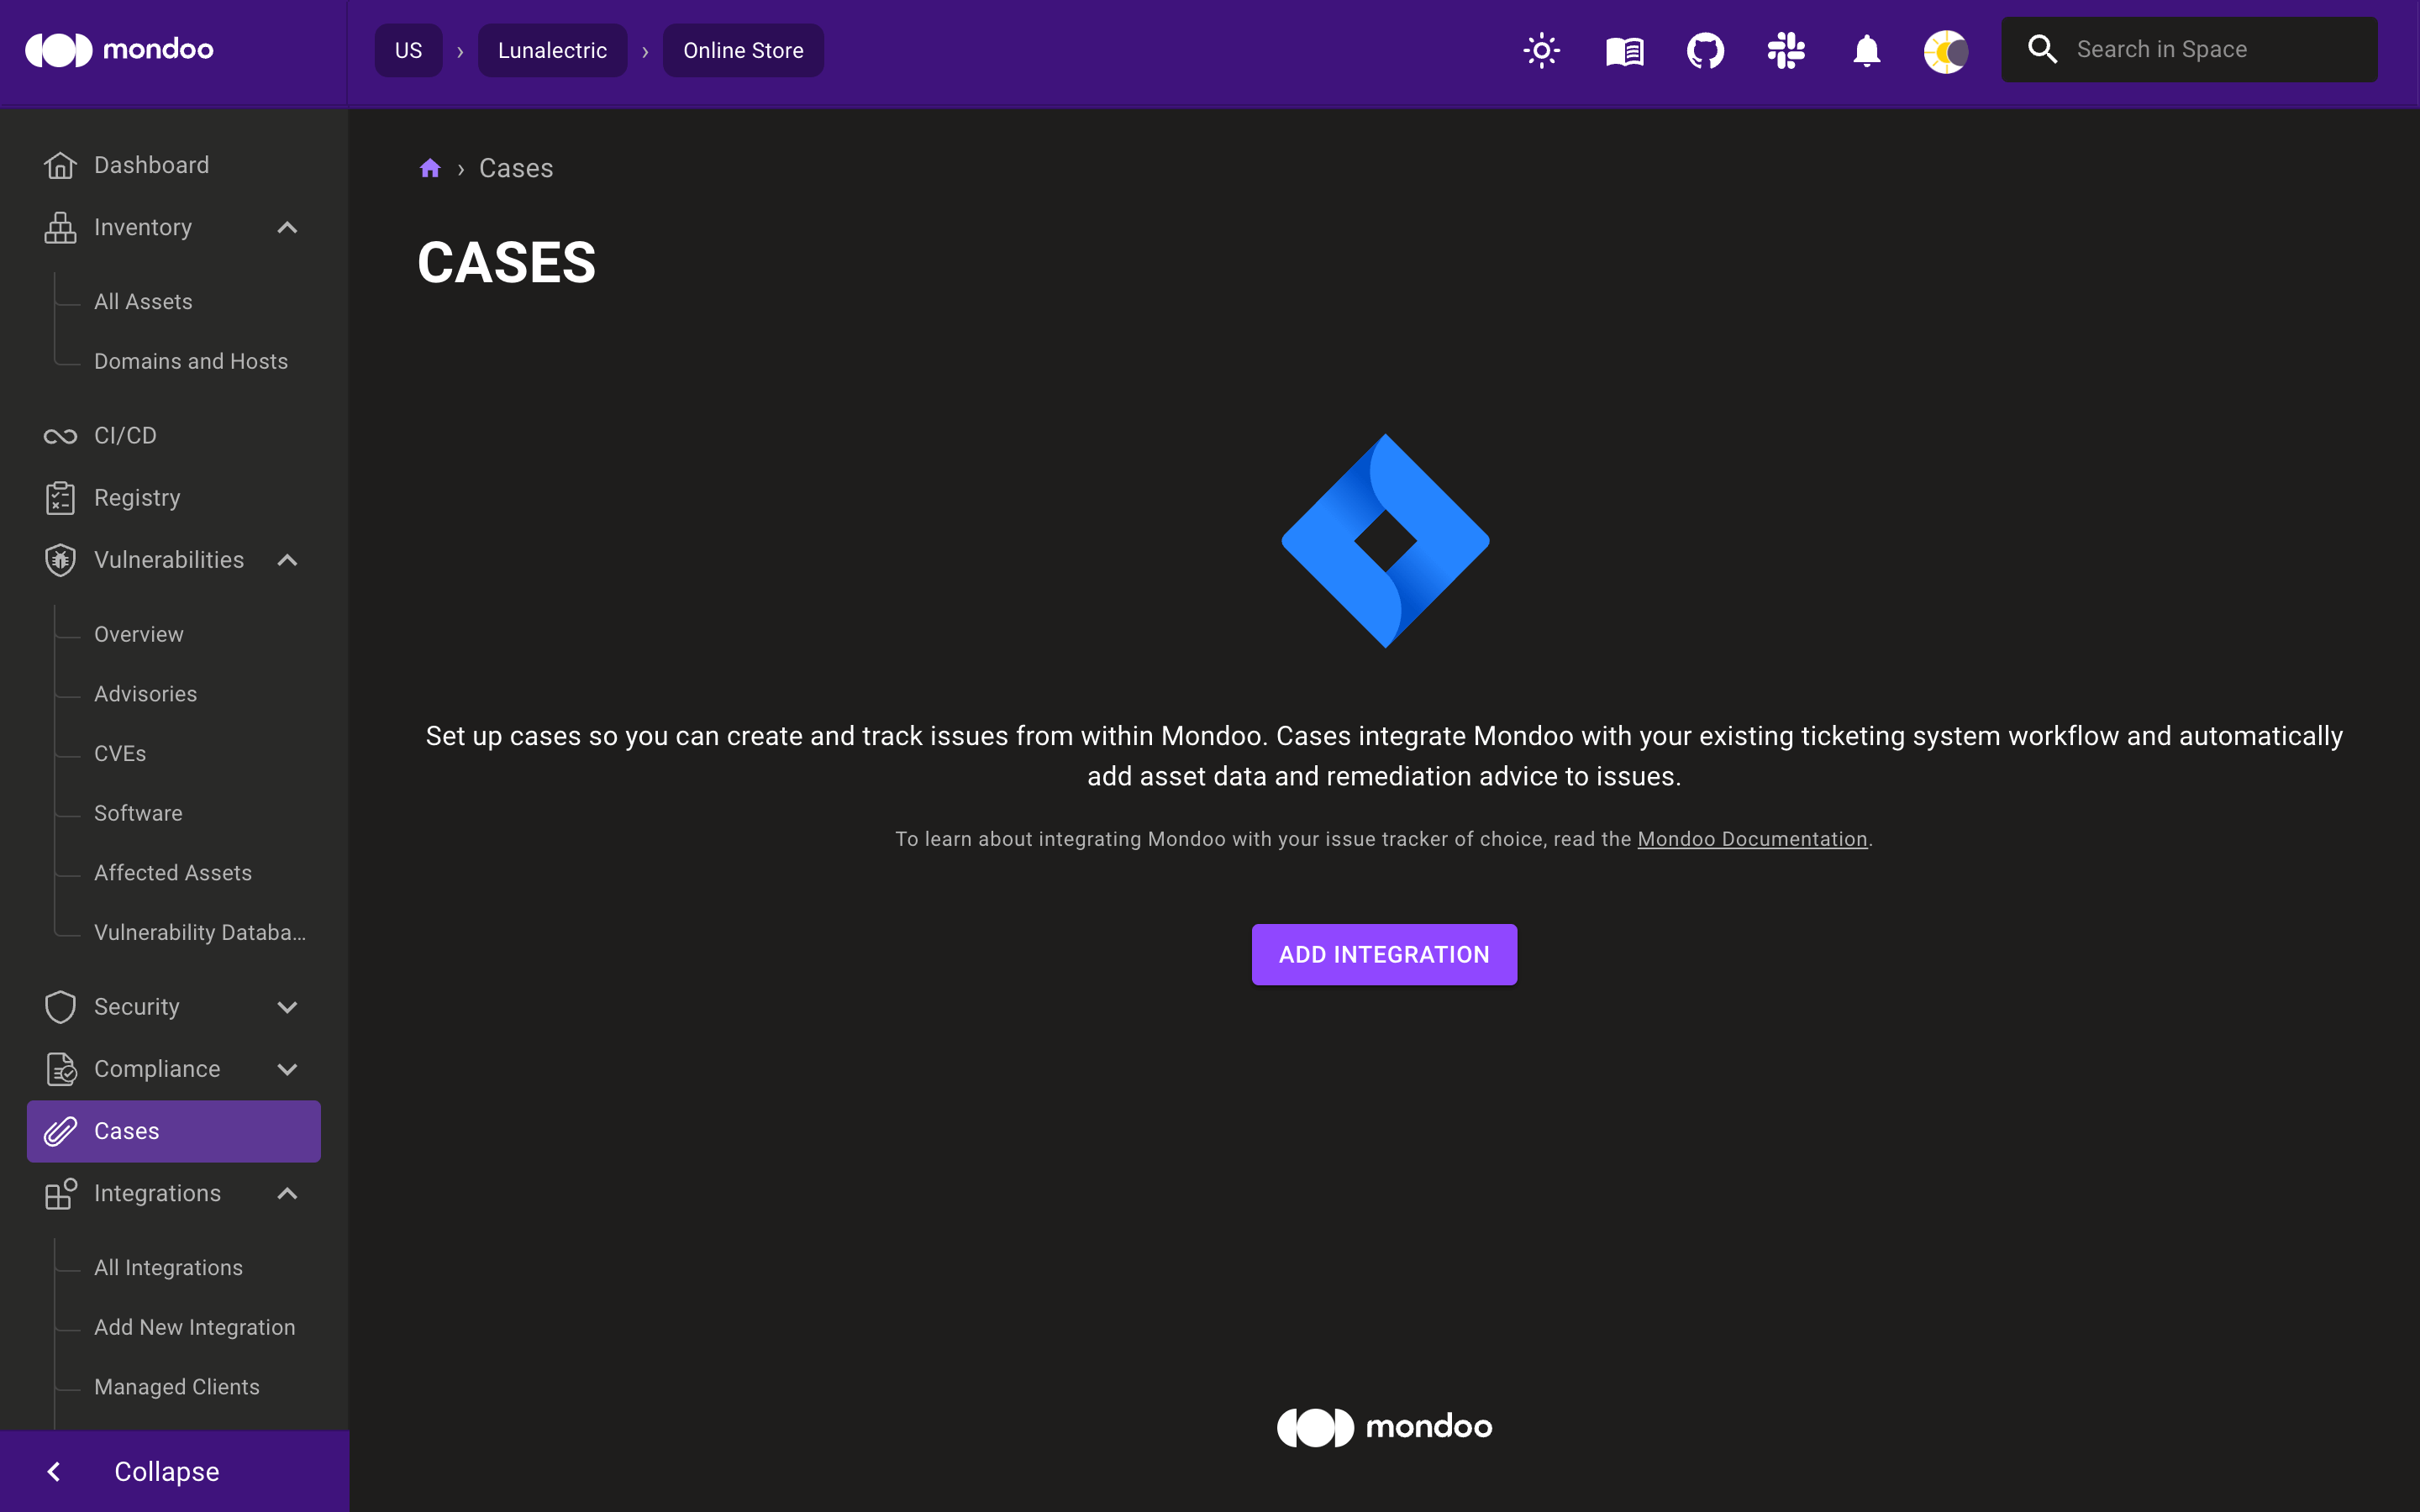 mondoo
US › Lunalectric › Online Store
Search in Space
Dashboard
Inventory
All Assets
Domains and Hosts
CI/CD
Registry
Vulnerabilities
Overview
Advisories
CVEs
Software
Affected Assets
Vulnerability Databa...
Security
Compliance
Cases
Integrations
All Integrations
Add New Integration
Managed Clients
Collapse
› Cases
CASES
Set up cases so you can create and track issues from within Mondoo. Cases integrate Mondoo with your existing ticketing system workflow and automatically
add asset data and remediation advice to issues.
To learn about integrating Mondoo with your issue tracker of choice, read the Mondoo Documentation.
ADD INTEGRATION
mondoo